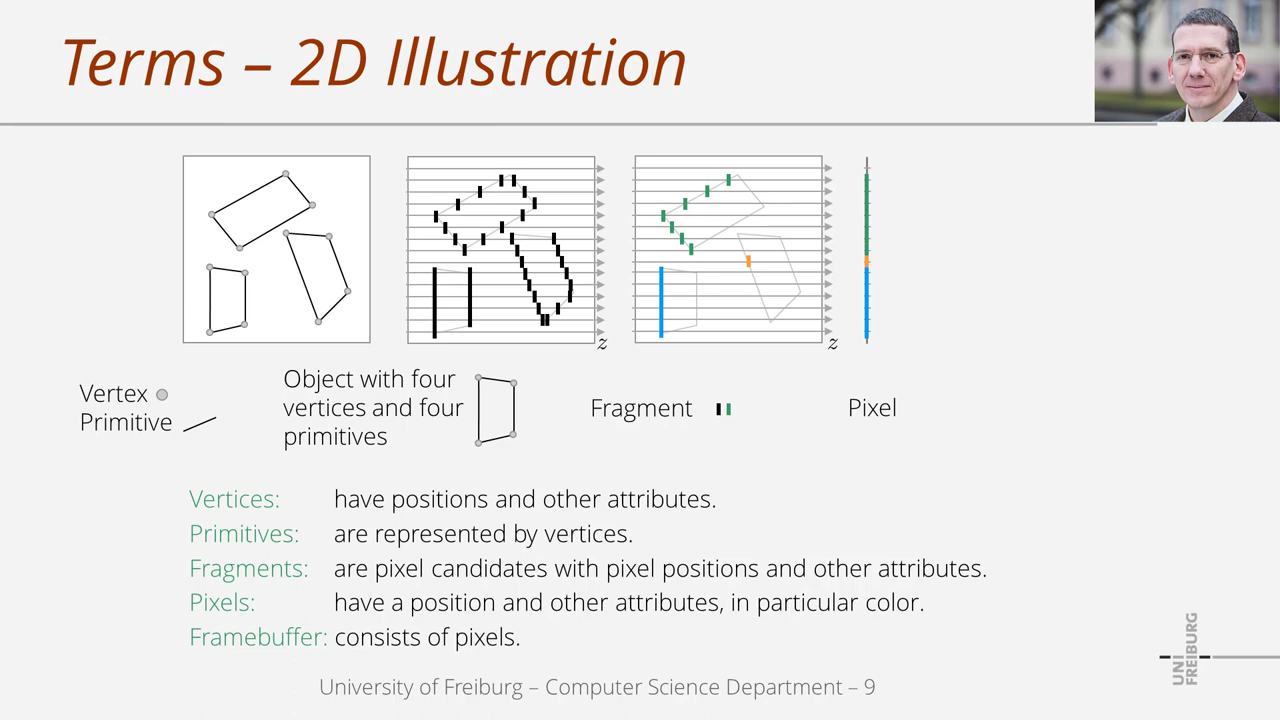 Terms – 2D Illustration
z
z
Vertex
Primitive
Object with four
vertices and four
primitives
Fragment
Pixel
Vertices: have positions and other attributes.
Primitives: are represented by vertices.
Fragments: are pixel candidates with pixel positions and other attributes.
Pixels: have a position and other attributes, in particular color.
Framebuffer: consists of pixels.
University of Freiburg – Computer Science Department – 9
UNI
FREIBURG